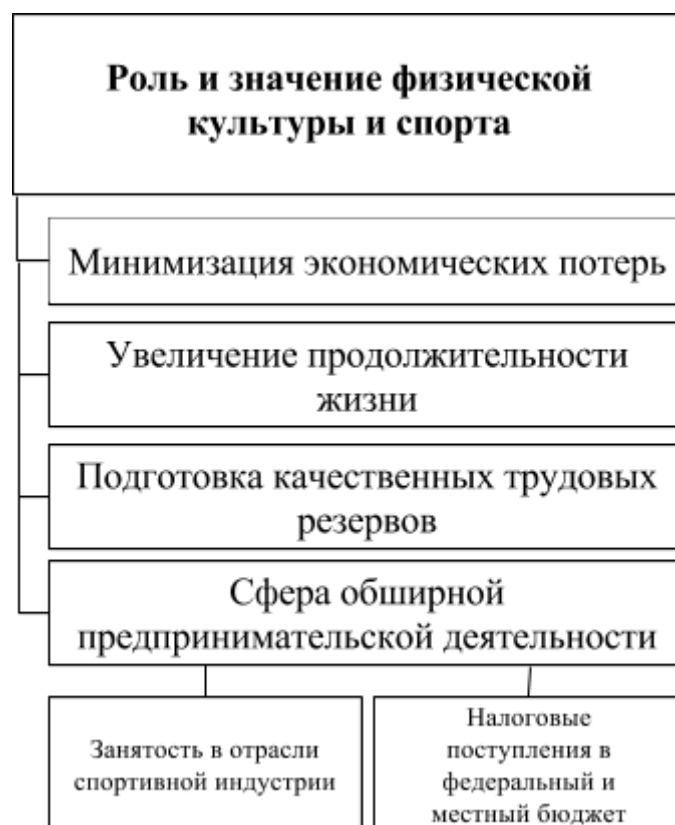 Роль и значение физической
культуры и спорта
Минимизация экономических потерь
Увеличение продолжительности
жизни
Подготовка качественных трудовых
резервов
Сфера обширной
предпринимательской деятельности
Занятость в отрасли
спортивной индустрии
Налоговые
поступления в
федеральный и
местный бюджет